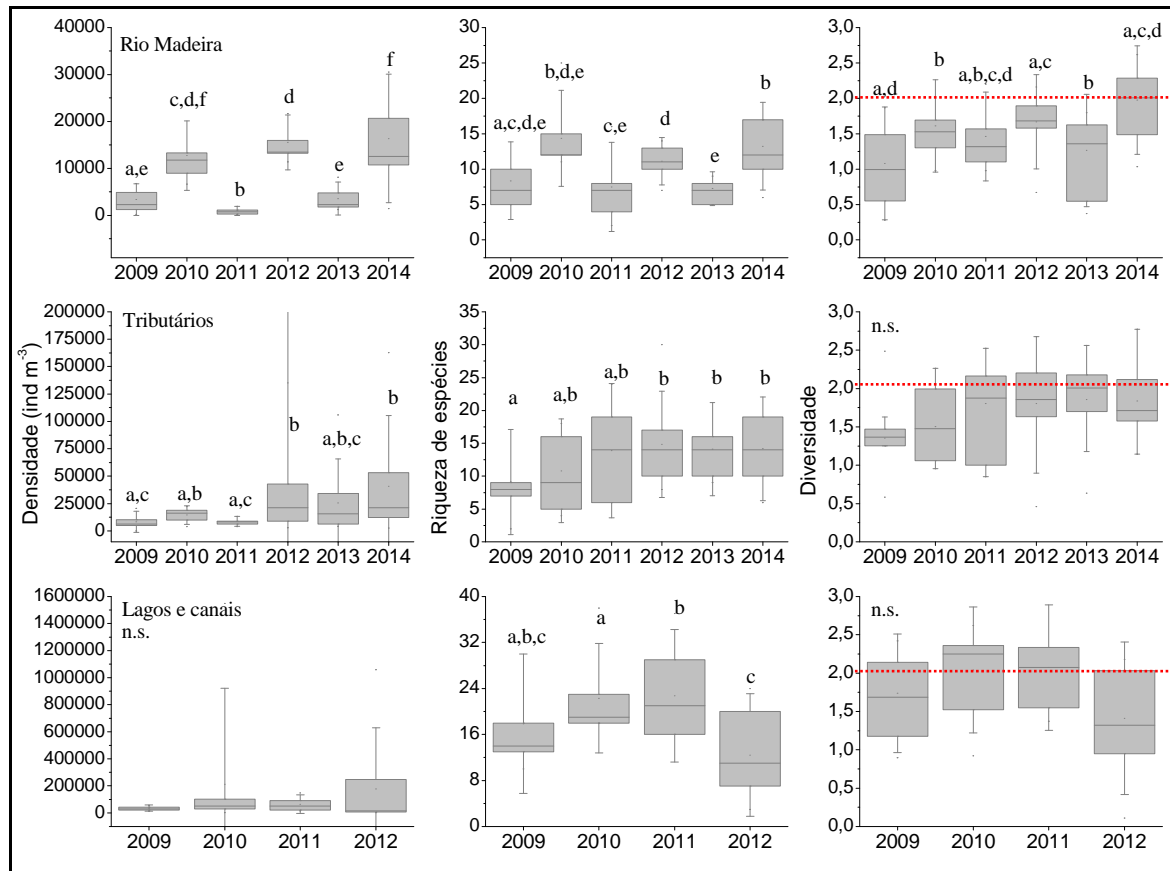 Rio Madeira
40000
30000
20000
10000
0
a,e
c,d,f
b
d
e
f
2009 2010 2011 2012 2013 2014
30
25
20
15
10
5
0
a,c,d,e
b,d,e
c,e
d
e
b
2009 2010 2011 2012 2013 2014
3,0
2,5
2,0
1,5
1,0
0,5
0,0
a,d
b
a,b,c,d
a,c
b
a,c,d
2009 2010 2011 2012 2013 2014
Densidade (ind m-3)
Tributários
200000
175000
150000
125000
100000
75000
50000
25000
0
a,c
a,b
a,c
b
a,b,c
b
2009 2010 2011 2012 2013 2014
Riqueza de espécies
35
30
25
20
15
10
5
0
a
a,b
a,b
b
b
b
2009 2010 2011 2012 2013 2014
Diversidade
n.s.
3,0
2,5
2,0
1,5
1,0
0,5
0,0
2009 2010 2011 2012 2013 2014
Lagos e canais
n.s.
1600000
1400000
1200000
1000000
800000
600000
400000
200000
0
2009 2010 2011 2012
40
32
24
16
8
0
a,b,c
a
b
c
2009 2010 2011 2012
n.s.
3,0
2,5
2,0
1,5
1,0
0,5
0,0
2009 2010 2011 2012